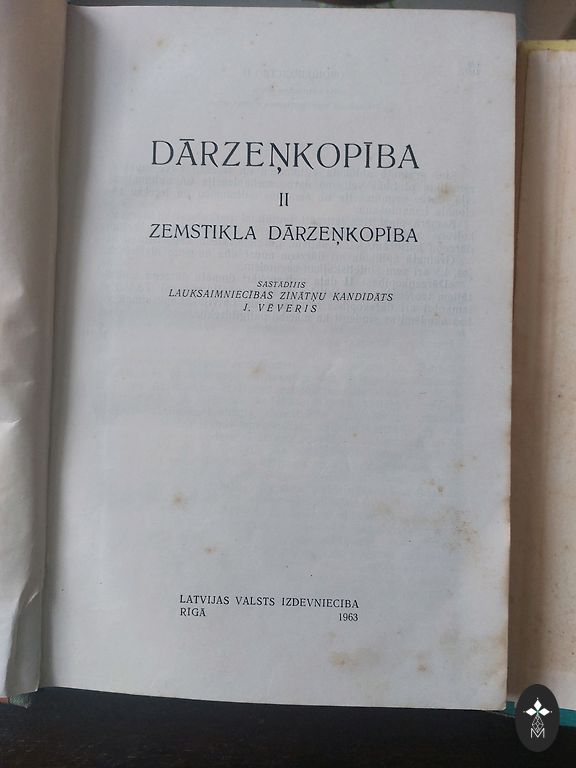 DĀRZEŅKOPĪBA
II
ZEMSTIKLA DĀRZEŅKOPĪBA
SASTĀDĪJIS
LAUKSAIMNIECĪBAS ZINĀTŅU KANDIDĀTS
J. VĒVERIS
LATVIJAS VALSTS IZDEVNIECĪBA
RĪGĀ 1963
M